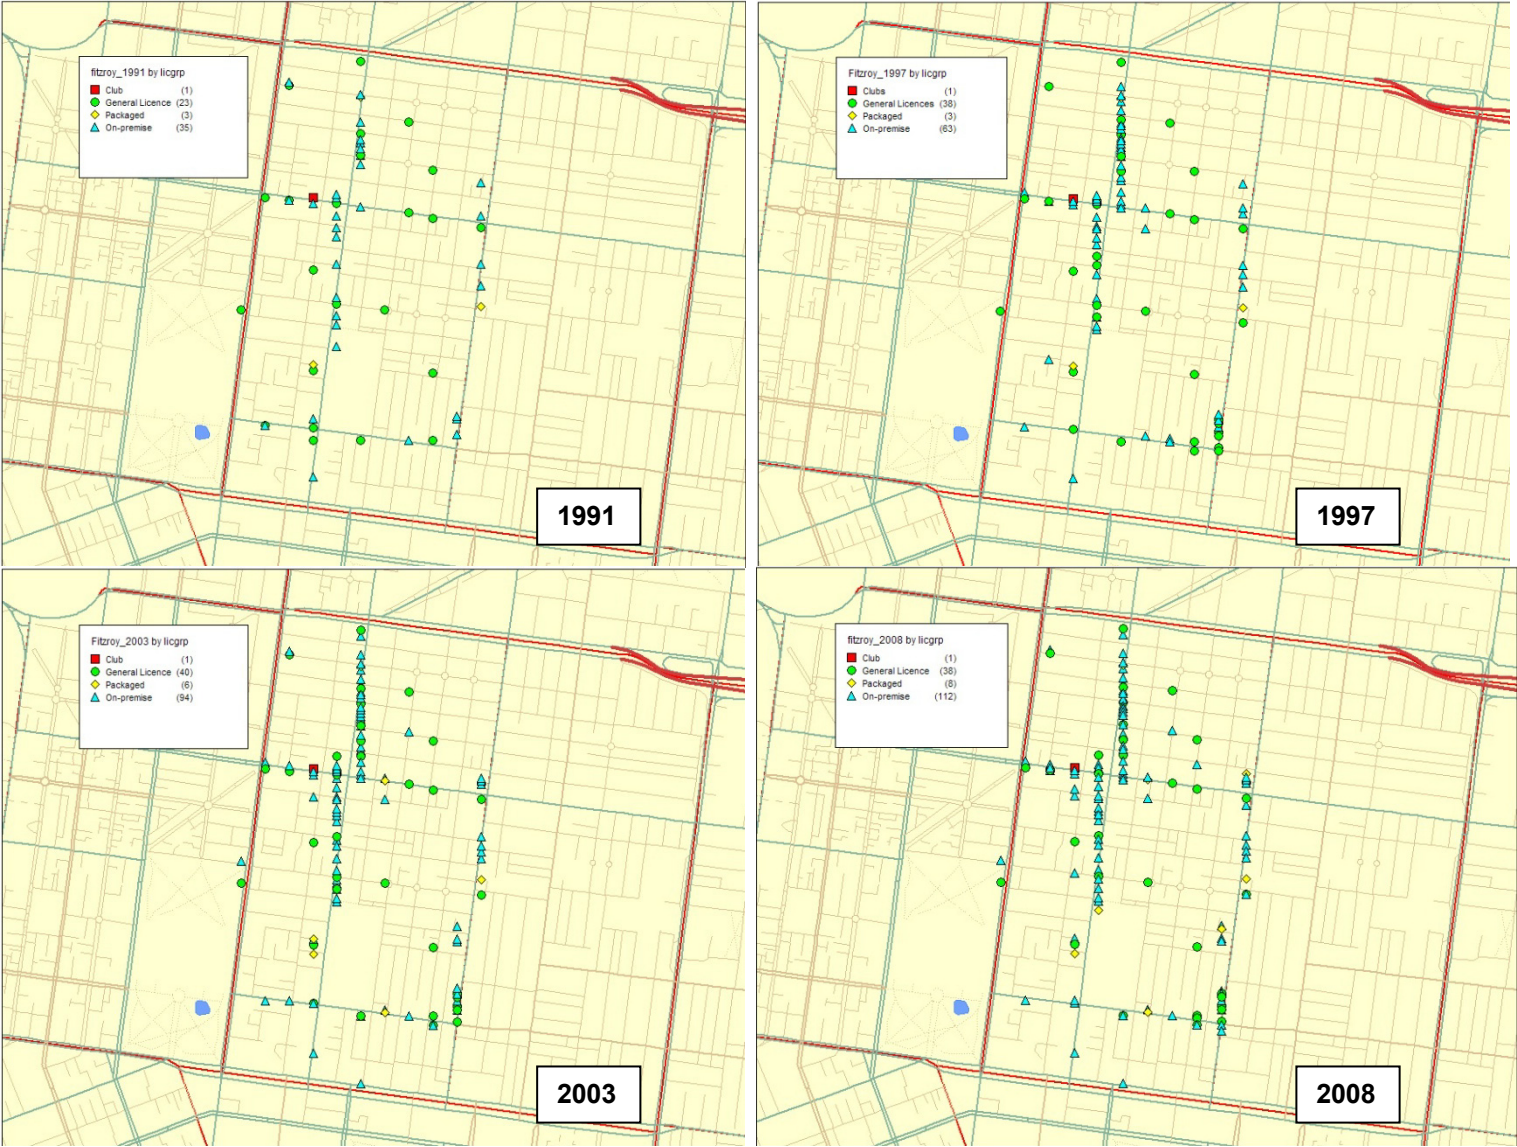 fitzroy_1991 by licgrp
Club (1)
General Licence (23)
Packaged (3)
On-premise (35)
1991
Fitzroy_1997 by licgrp
Clubs (1)
General Licences (38)
Packaged (3)
On-premise (63)
1997
Fitzroy_2003 by licgrp
Club (1)
General Licence (40)
Packaged (6)
On-premise (94)
2003
fitzroy_2008 by licgrp
Club (1)
General Licence (38)
Packaged (8)
On-premise (112)
2008